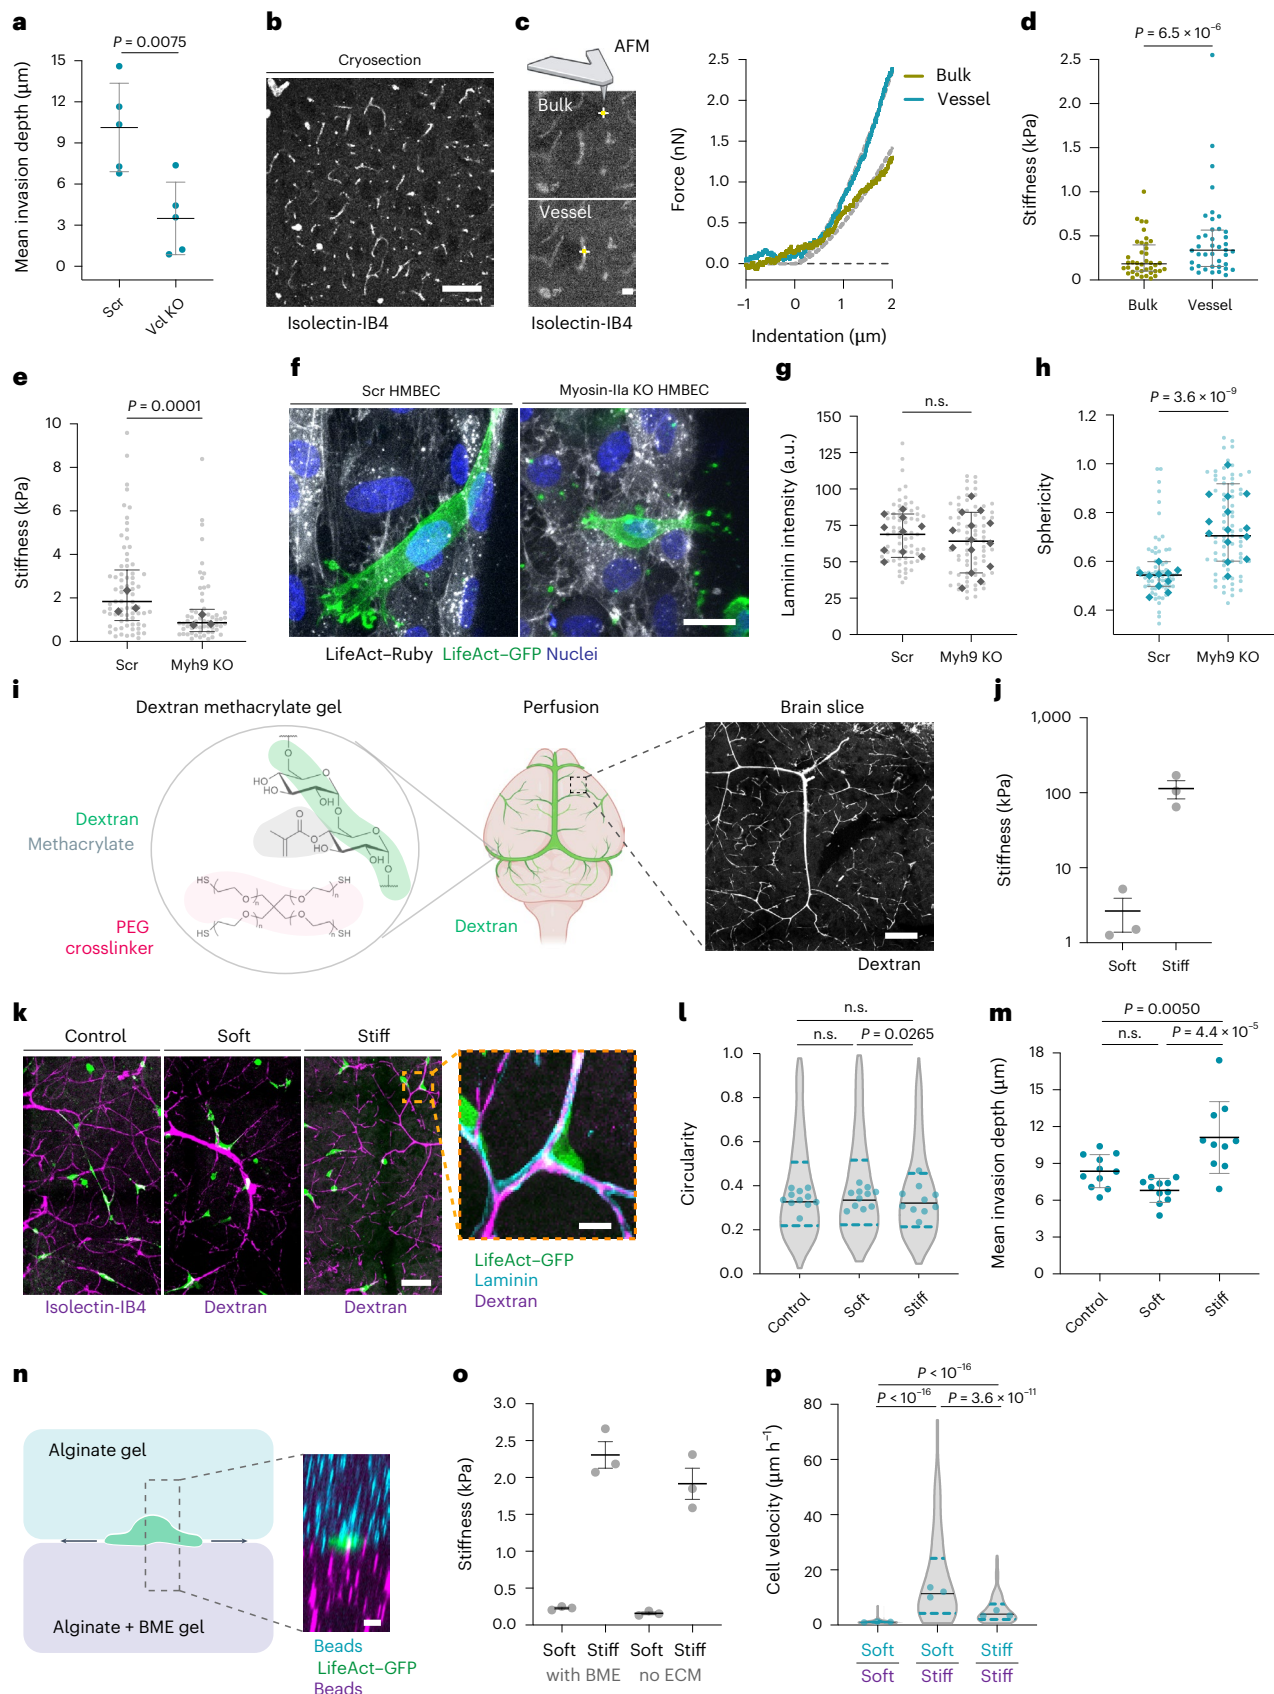 a
P = 0.0075
Mean invasion depth (μm)
15
12
9
6
3
0
Scr
Vcl KO
b
Cryosection
Isolectin-IB4
c
AFM
Bulk
Vessel
Isolectin-IB4
Bulk
Vessel
Force (nN)
2.5
2.0
1.5
1.0
0.5
0.0
–1
0
1
2
Indentation (μm)
d
P = 6.5 × 10⁻⁶
Stiffness (kPa)
2.5
2.0
1.5
1.0
0.5
0
Bulk
Vessel
e
P = 0.0001
Stiffness (kPa)
10
8
6
4
2
0
Scr
Myh9 KO
f
Scr HMBEC
Myosin-IIa KO HMBEC
LifeAct–Ruby LifeAct–GFP Nuclei
g
n.s.
Laminin intensity (a.u.)
150
125
100
75
50
25
0
Scr
Myh9 KO
h
P = 3.6 × 10⁻⁹
Sphericity
1.2
1.0
0.8
0.6
0.4
Scr
Myh9 KO
i
Dextran methacrylate gel
Perfusion
Brain slice
Dextran
Methacrylate
PEG
crosslinker
O
HO
O
HO
OH
O
O
O
O
HO
OH
O
HS
O
n
O
n
SH
HS
O
n
O
n
SH
Dextran
Dextran
j
Stiffness (kPa)
1,000
100
10
1
Soft
Stiff
k
Control
Soft
Stiff
Isolectin-IB4
Dextran
Dextran
LifeAct–GFP
Laminin
Dextran
l
n.s.
n.s.
P = 0.0265
Circularity
1.0
0.8
0.6
0.4
0.2
0.0
Control
Soft
Stiff
m
P = 0.0050
n.s.
P = 4.4 × 10⁻⁵
Mean invasion depth (μm)
18
15
12
9
6
3
0
Control
Soft
Stiff
n
Alginate gel
Alginate + BME gel
Beads
LifeAct–GFP
Beads
o
Stiffness (kPa)
3.0
2.5
2.0
1.5
1.0
0.5
0.0
Soft
Stiff
Soft
Stiff
with BME
no ECM
p
P < 10⁻¹⁶
P < 10⁻¹⁶
P = 3.6 × 10⁻¹¹
Cell velocity (μm h⁻¹)
80
60
40
20
0
Soft
Soft
Stiff
Soft
Stiff
Stiff